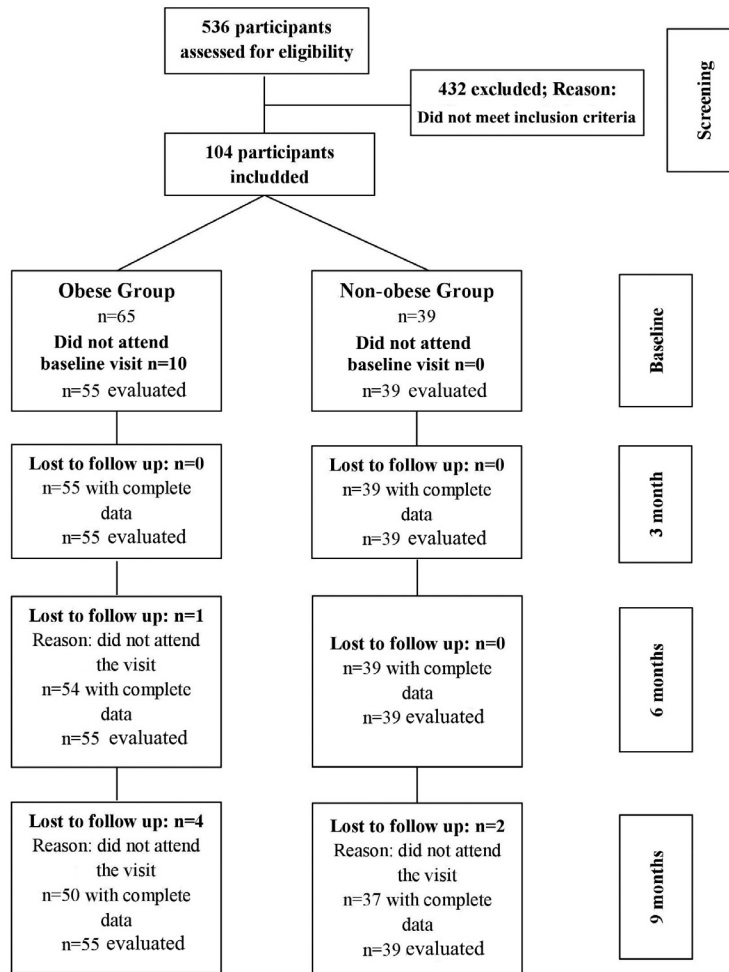 536 participants
assessed for eligibility
432 excluded; Reason:
Did not meet inclusion criteria
Screening
104 participants
includded
Obese Group
n=65
Did not attend
baseline visit n=10
n=55 evaluated
Non-obese Group
n=39
Did not attend
baseline visit n=0
n=39 evaluated
Baseline
Lost to follow up: n=0
n=55 with complete
data
n=55 evaluated
Lost to follow up: n=0
n=39 with complete
data
n=39 evaluated
3 month
Lost to follow up: n=1
Reason: did not attend
the visit
n=54 with complete
data
n=55 evaluated
Lost to follow up: n=0
n=39 with complete
data
n=39 evaluated
6 months
Lost to follow up: n=4
Reason: did not attend
the visit
n=50 with complete
data
n=55 evaluated
Lost to follow up: n=2
Reason: did not attend
the visit
n=37 with complete
data
n=39 evaluated
9 months